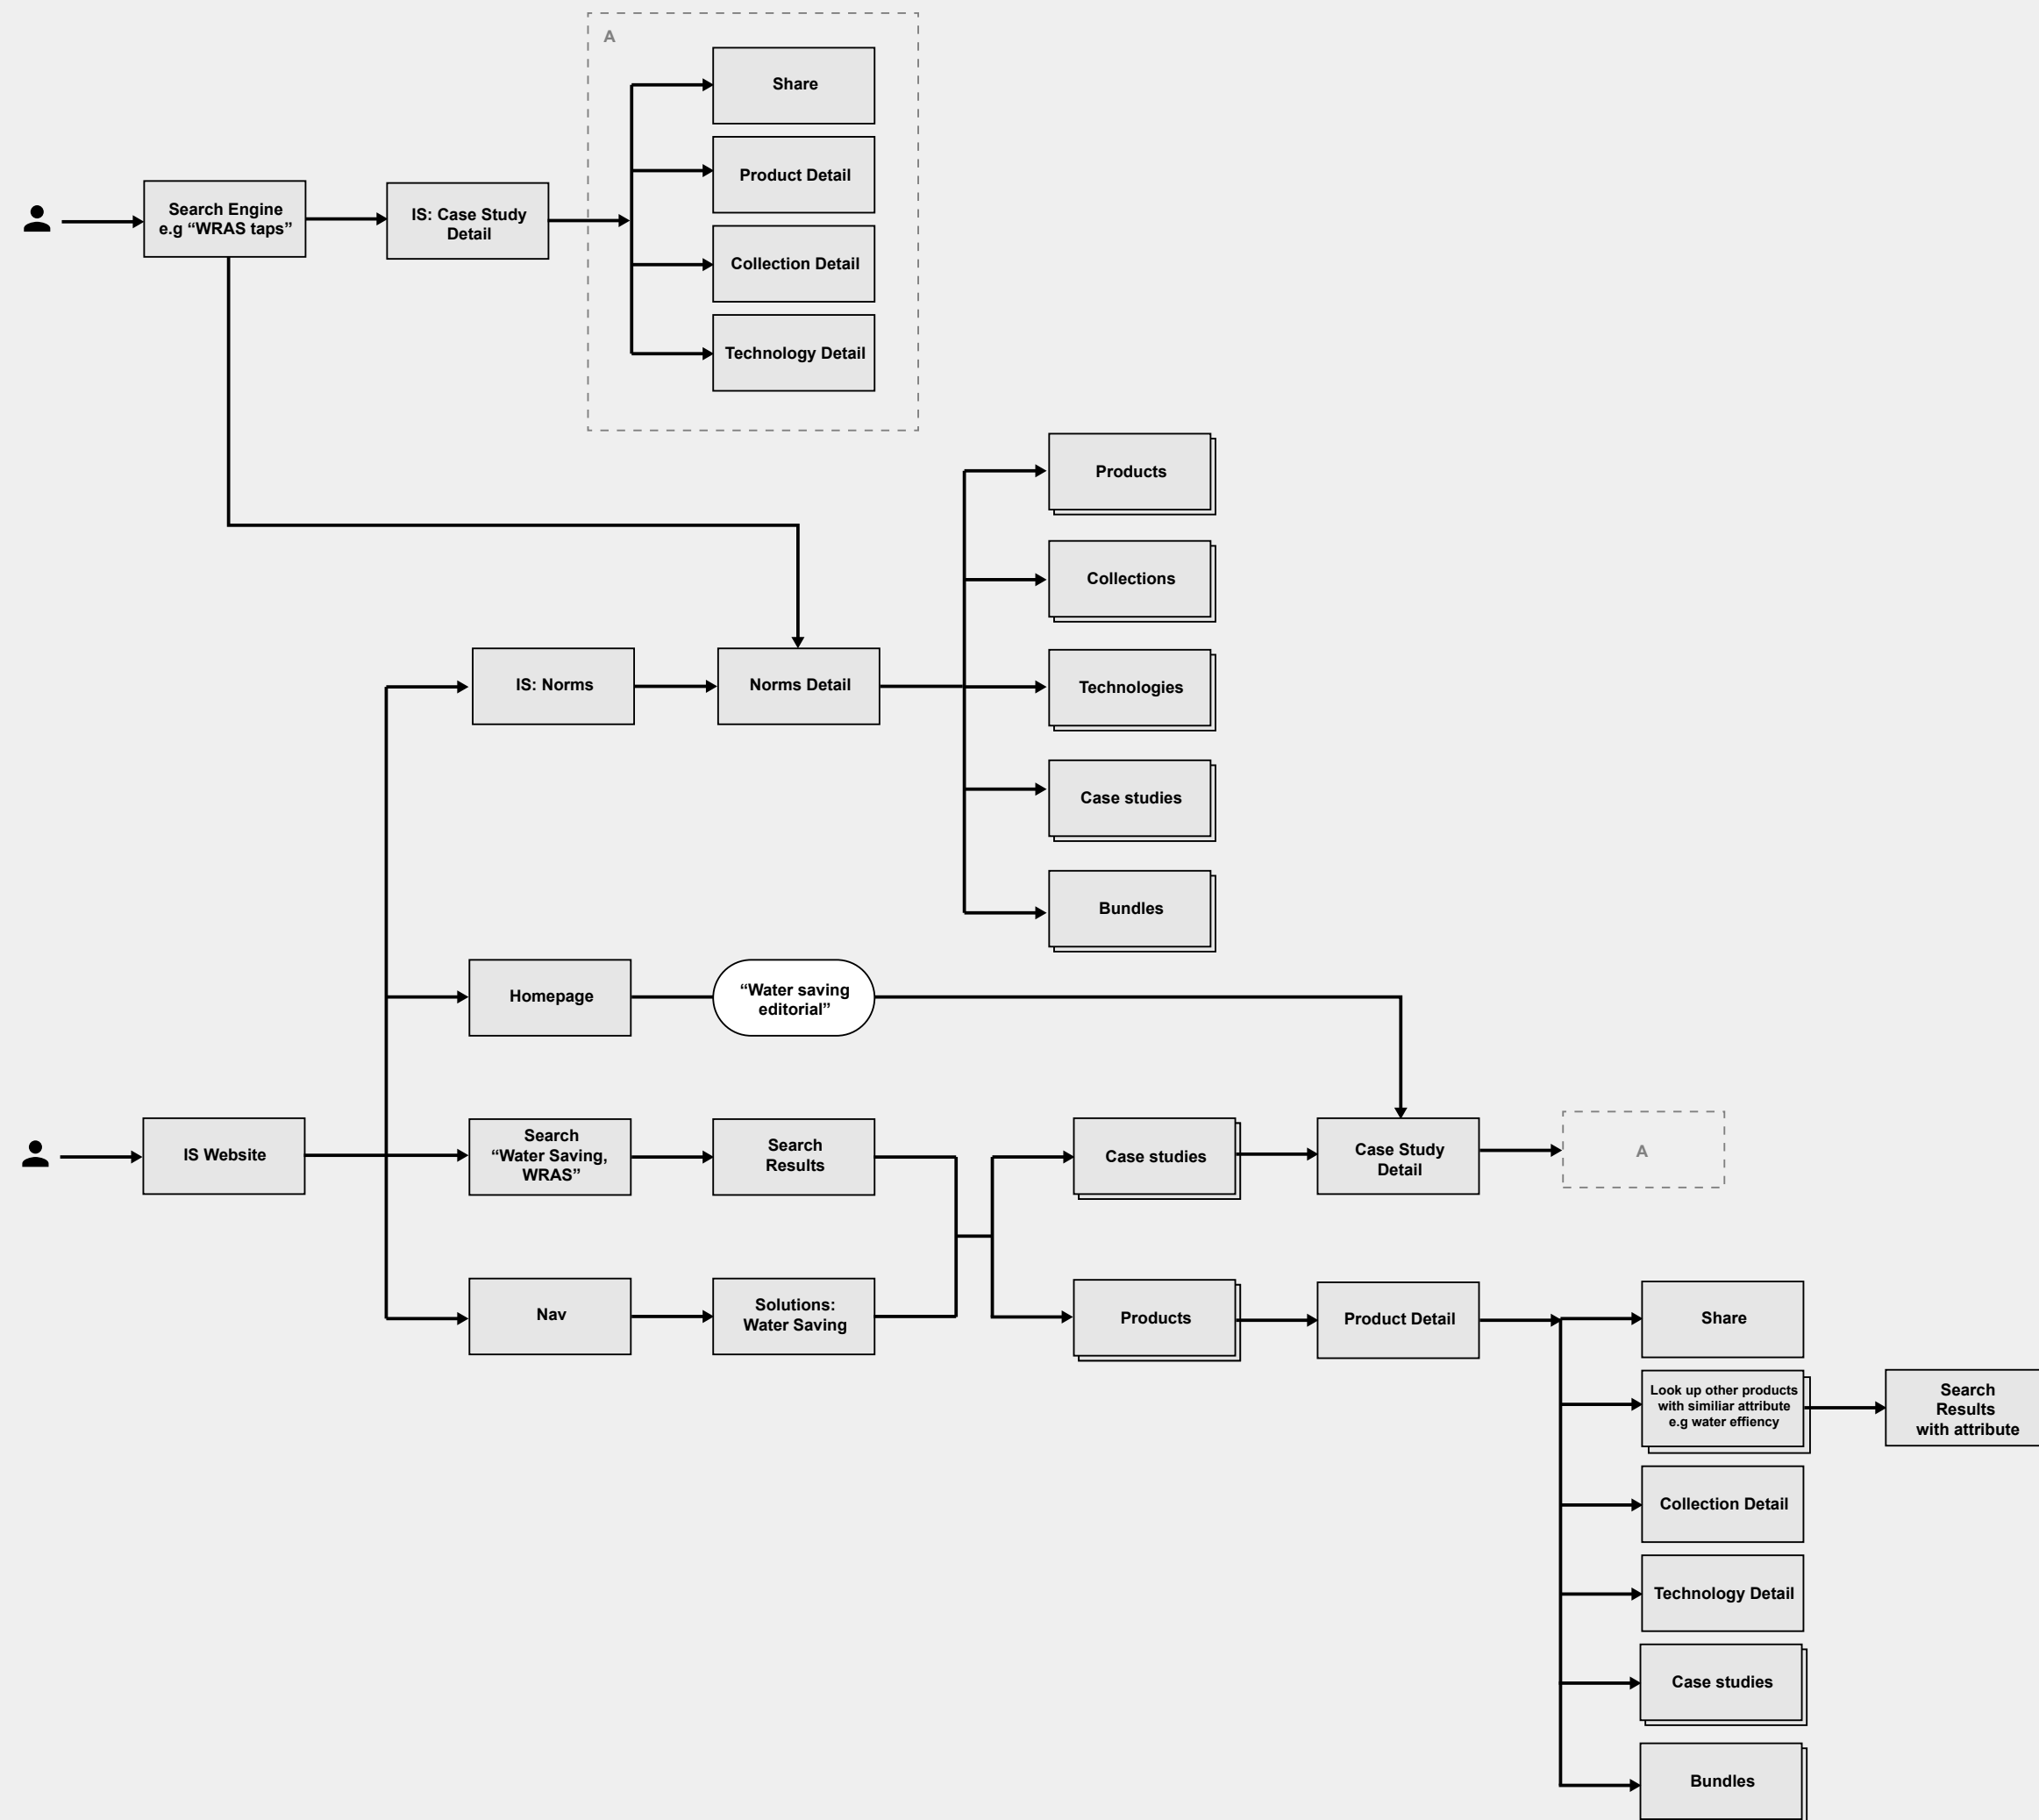 A
Share
Product Detail
Search Engine
e.g “WRAS taps”
IS: Case Study
Detail
Collection Detail
Technology Detail
Products
Collections
IS: Norms
Norms Detail
Technologies
Case studies
Bundles
Homepage
“Water saving
editorial”
IS Website
Search
“Water Saving,
WRAS”
Search
Results
Case studies
Case Study
Detail
A
Nav
Solutions:
Water Saving
Products
Product Detail
Share
Look up other products
with similiar attribute
e.g water effiency
Search
Results
with attribute
Collection Detail
Technology Detail
Case studies
Bundles